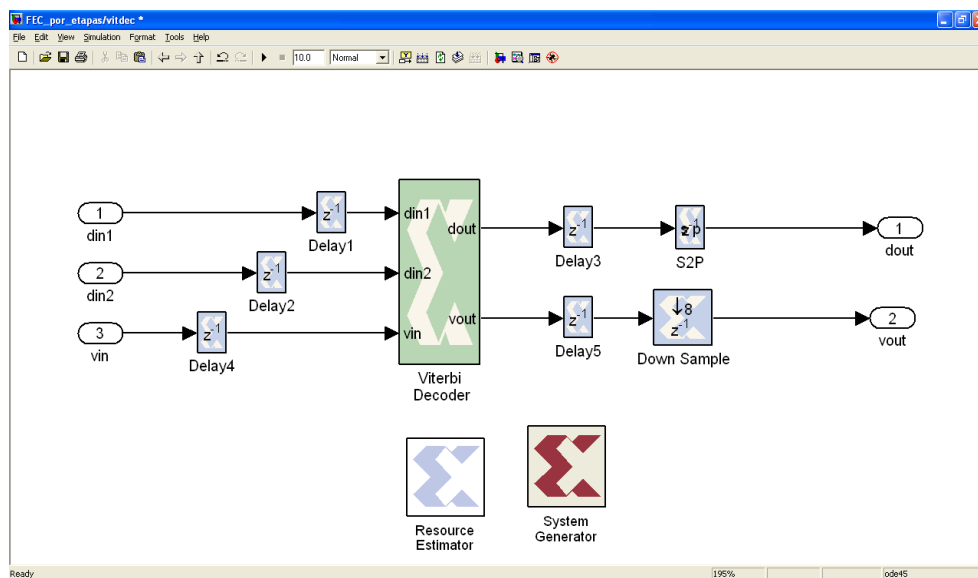 FEC_por_etapas/vitdec *
File Edit View Simulation Format Tools Help
10.0 Normal
1
din1
z-1
Delay1
din1
dout
z-1
Delay3
S2P
1
dout
2
din2
z-1
Delay2
din2
3
vin
z-1
Delay4
vin
vout
z-1
Delay5
↓8
z-1
Down Sample
2
vout
Viterbi
Decoder
Resource
Estimator
System
Generator
Ready 195% ode45